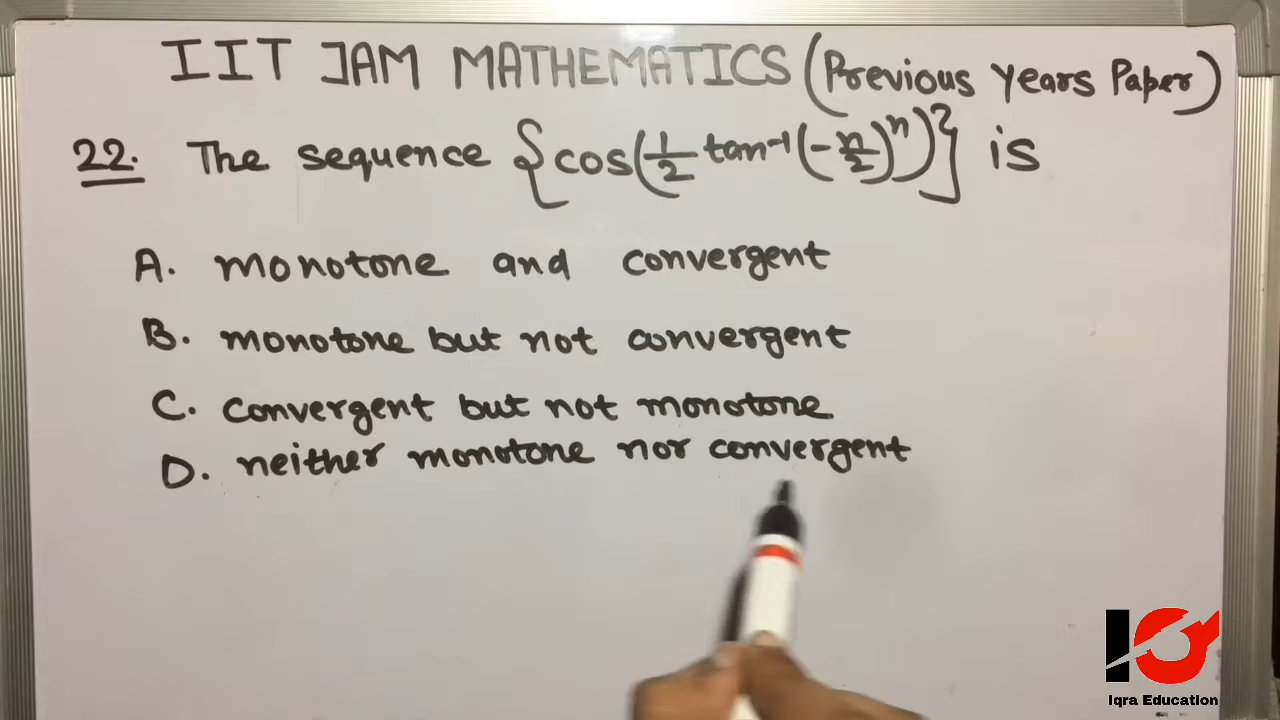 IIT JAM MATHEMATICS (Previous Years Paper)
22. The sequence {cos(1/2 tan⁻¹(-n/2)ⁿ)} is
A. monotone and convergent
B. monotone but not convergent
C. convergent but not monotone
D. neither monotone nor convergent
IQ
Iqra Education